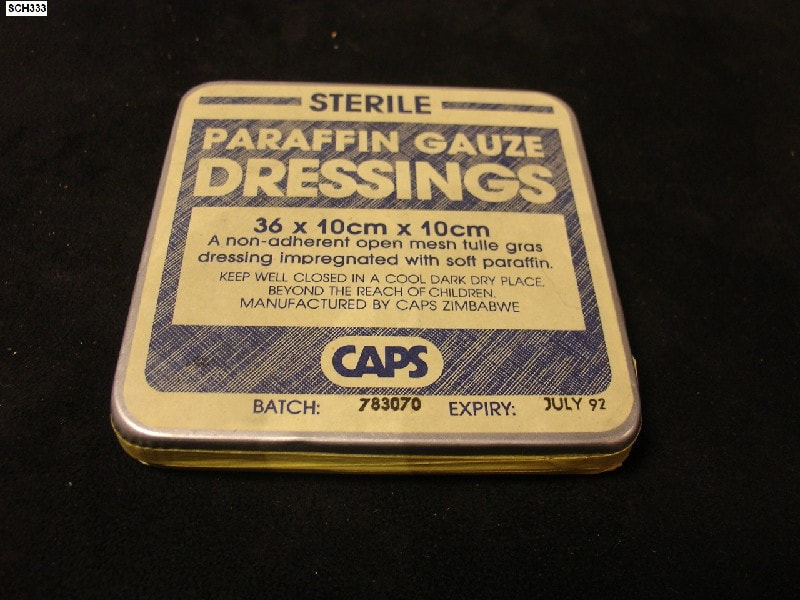 SCH333
STERILE
PARAFFIN GAUZE
DRESSINGS
36 x 10cm x 10cm
A non-adherent open mesh tulle gras
dressing impregnated with soft paraffin.
KEEP WELL CLOSED IN A COOL DARK DRY PLACE,
BEYOND THE REACH OF CHILDREN.
MANUFACTURED BY CAPS ZIMBABWE
CAPS
BATCH: 783070 EXPIRY: JULY 92